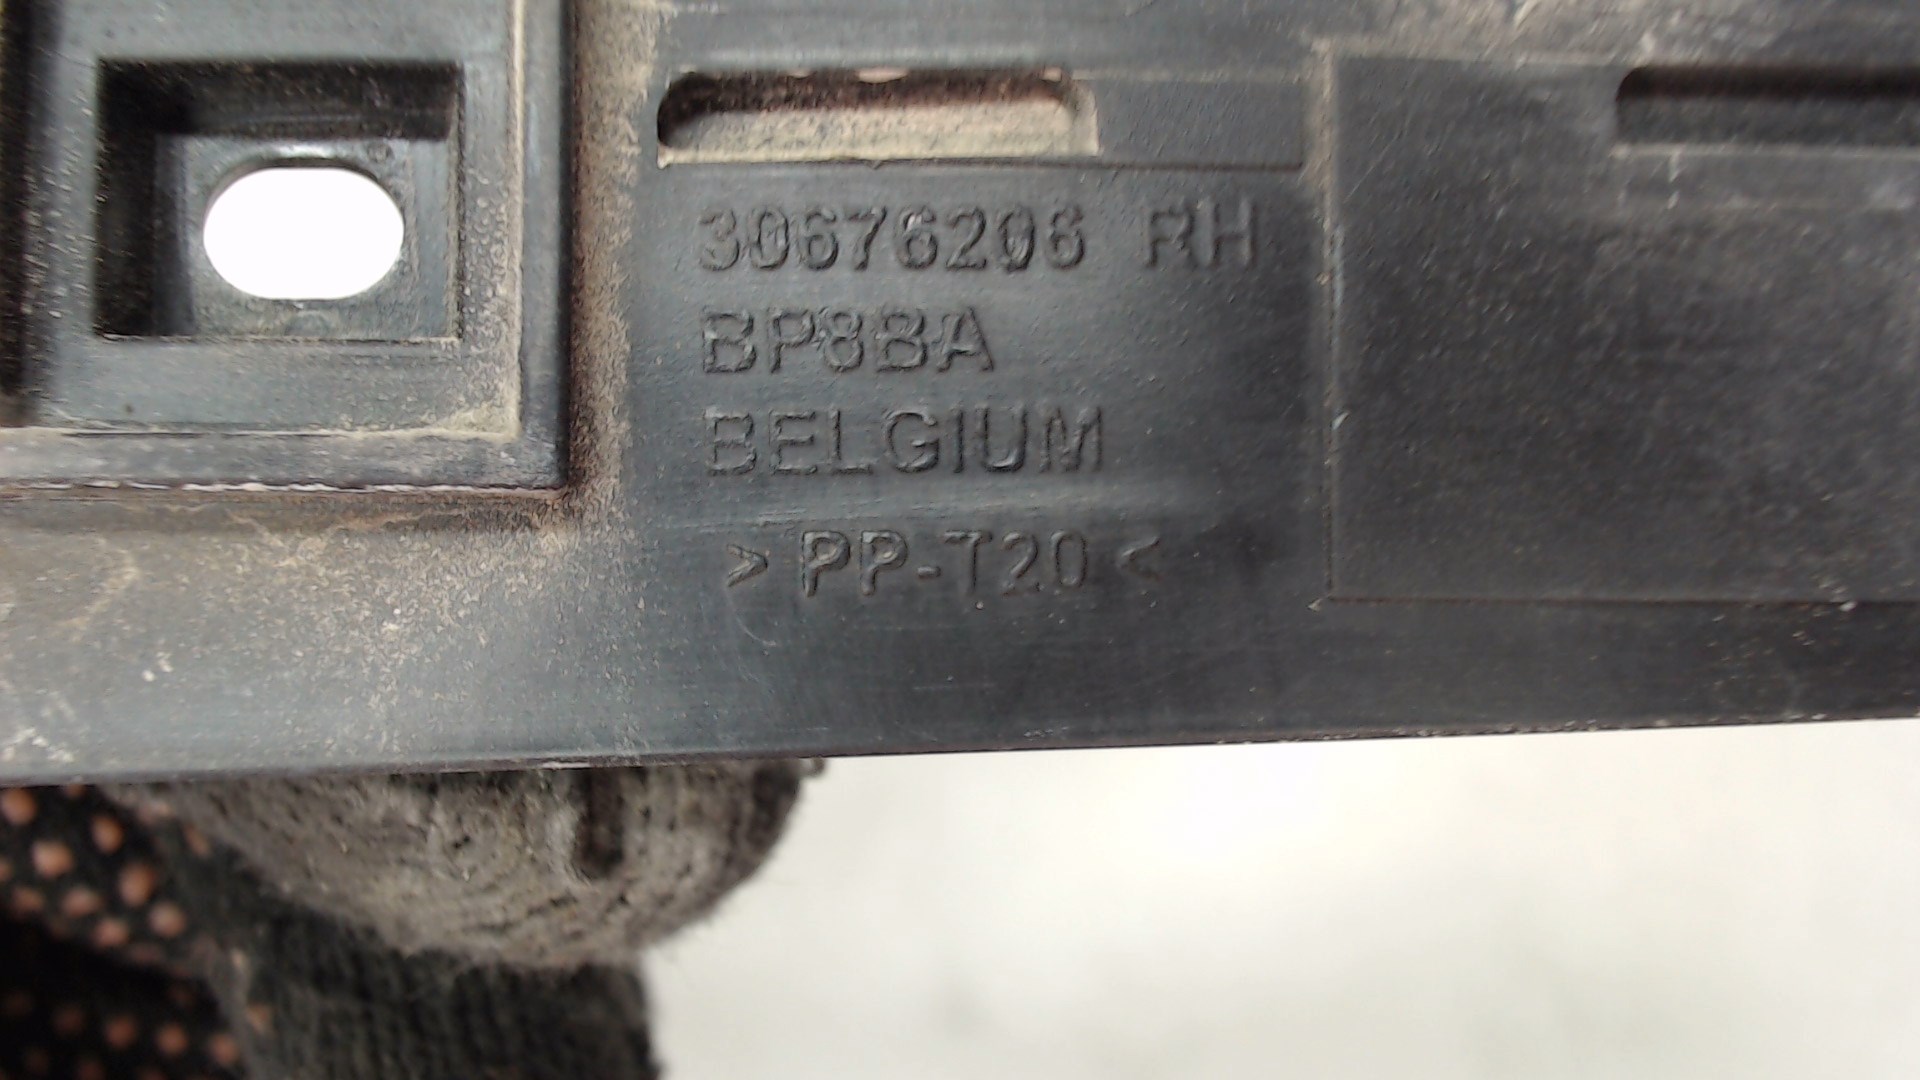 30676206 RH
BP8BA
BELGIUM
> PP-T20 <